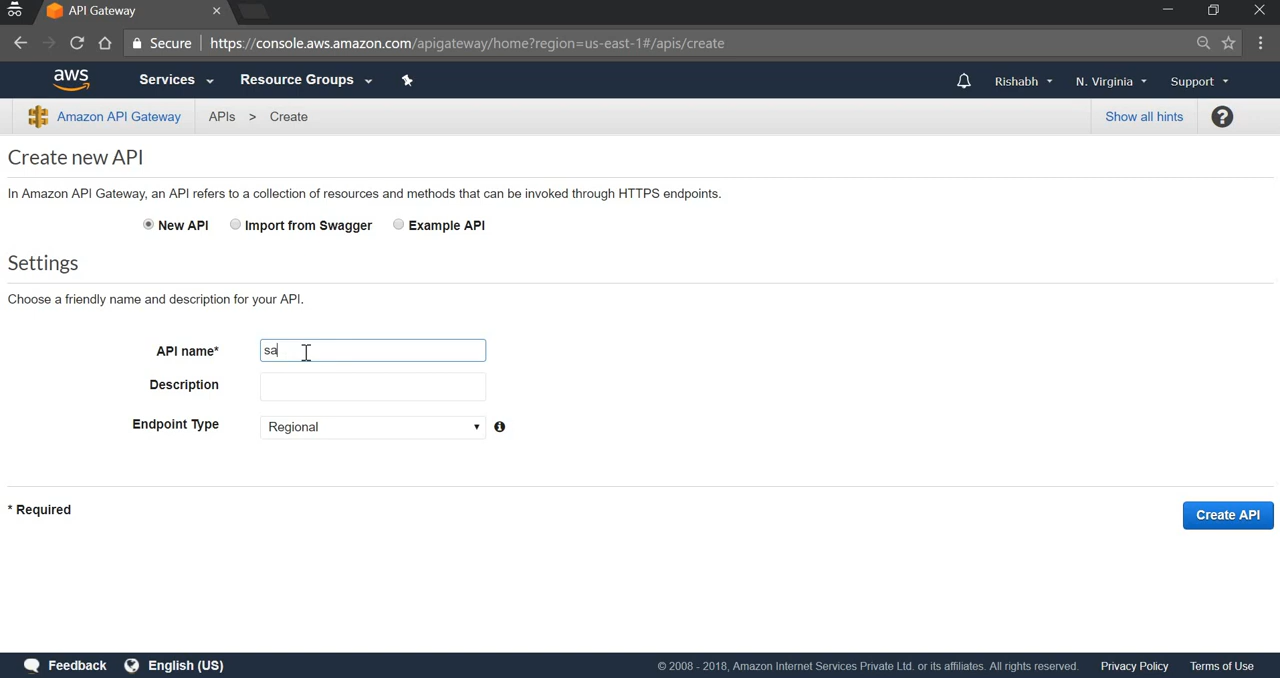 API Gateway
Secure https://console.aws.amazon.com/apigateway/home?region=us-east-1#/apis/create
aws Services Resource Groups Rishabh N. Virginia Support
Amazon API Gateway APIs > Create Show all hints ?
Create new API
In Amazon API Gateway, an API refers to a collection of resources and methods that can be invoked through HTTPS endpoints.
New API Import from Swagger Example API
Settings
Choose a friendly name and description for your API.
API name* sa
Description
Endpoint Type Regional
* Required
Create API
Feedback English (US) © 2008 - 2018, Amazon Internet Services Private Ltd. or its affiliates. All rights reserved. Privacy Policy Terms of Use